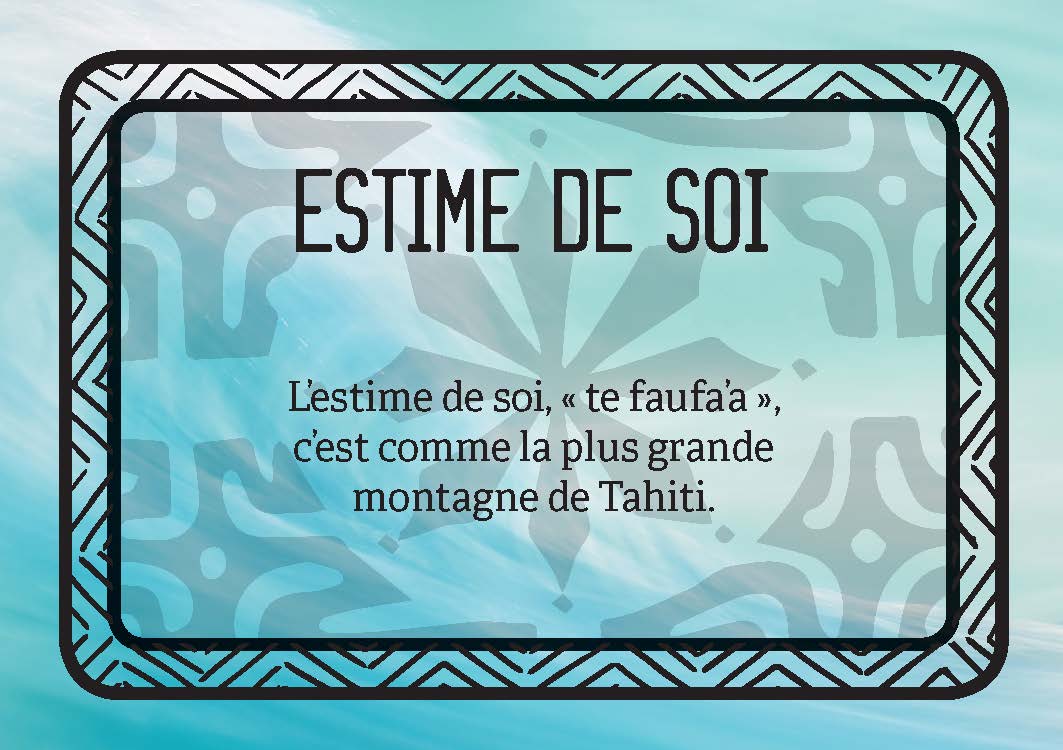 ESTIME DE SOI
L’estime de soi, « te faufa’a »,
c’est comme la plus grande
montagne de Tahiti.